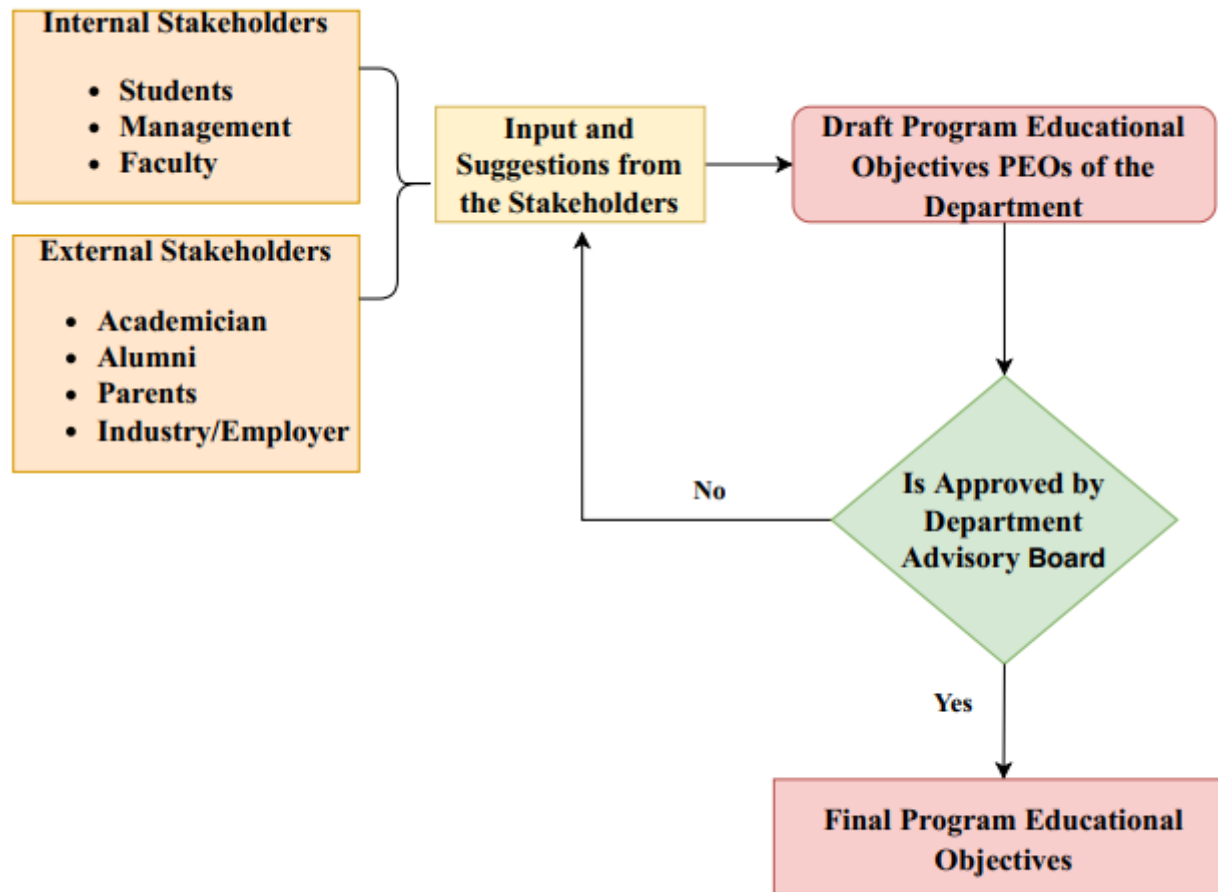 Internal Stakeholders
• Students
• Management
• Faculty
External Stakeholders
• Academician
• Alumni
• Parents
• Industry/Employer
Input and
Suggestions from
the Stakeholders
Draft Program Educational
Objectives PEOs of the
Department
Is Approved by
Department
Advisory Board
No
Yes
Final Program Educational
Objectives